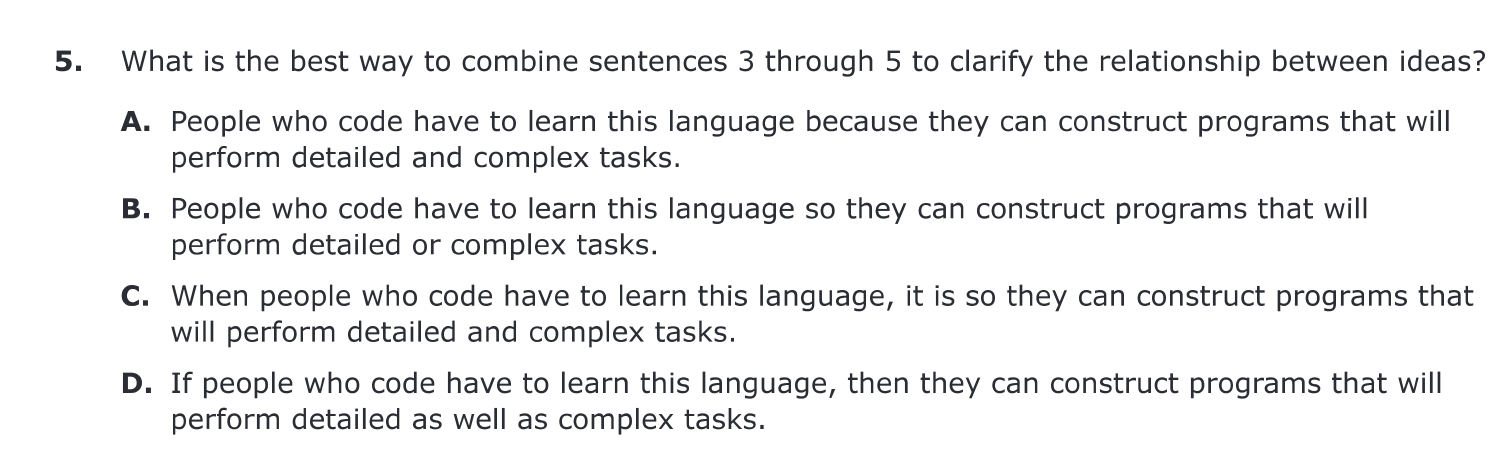 5. What is the best way to combine sentences 3 through 5 to clarify the relationship between ideas?
A. People who code have to learn this language because they can construct programs that will
perform detailed and complex tasks.
B. People who code have to learn this language so they can construct programs that will
perform detailed or complex tasks.
C. When people who code have to learn this language, it is so they can construct programs that
will perform detailed and complex tasks.
D. If people who code have to learn this language, then they can construct programs that will
perform detailed as well as complex tasks.